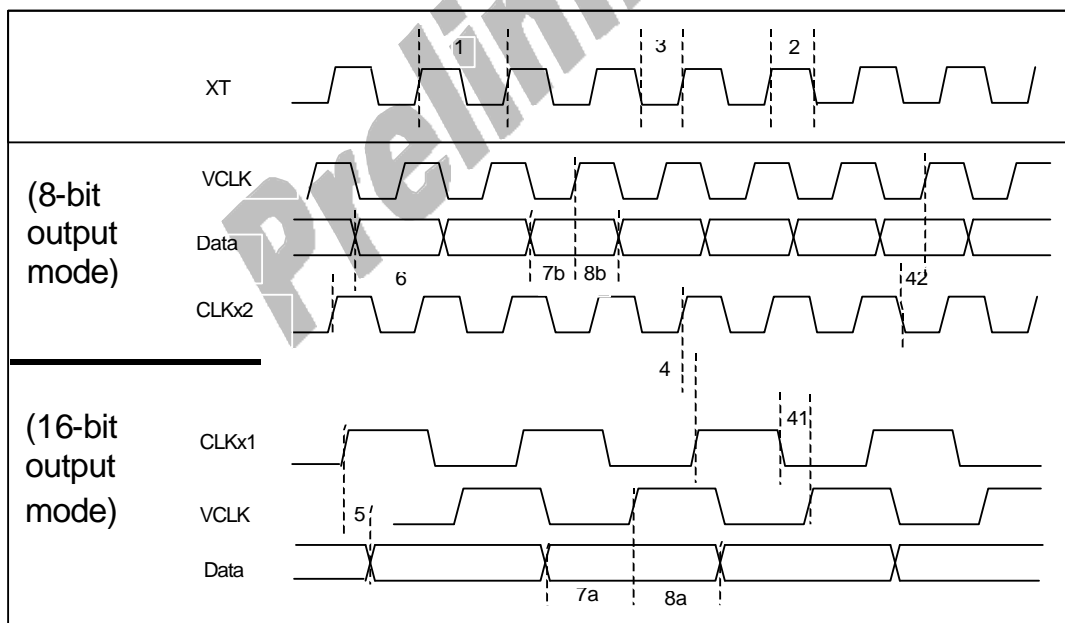 Prelim
1
3
2
XT
(8-bit
output
mode)
VCLK
Data
6
7b
8b
42
CLKx2
4
(16-bit
output
mode)
CLKx1
41
VCLK
5
Data
7a
8a